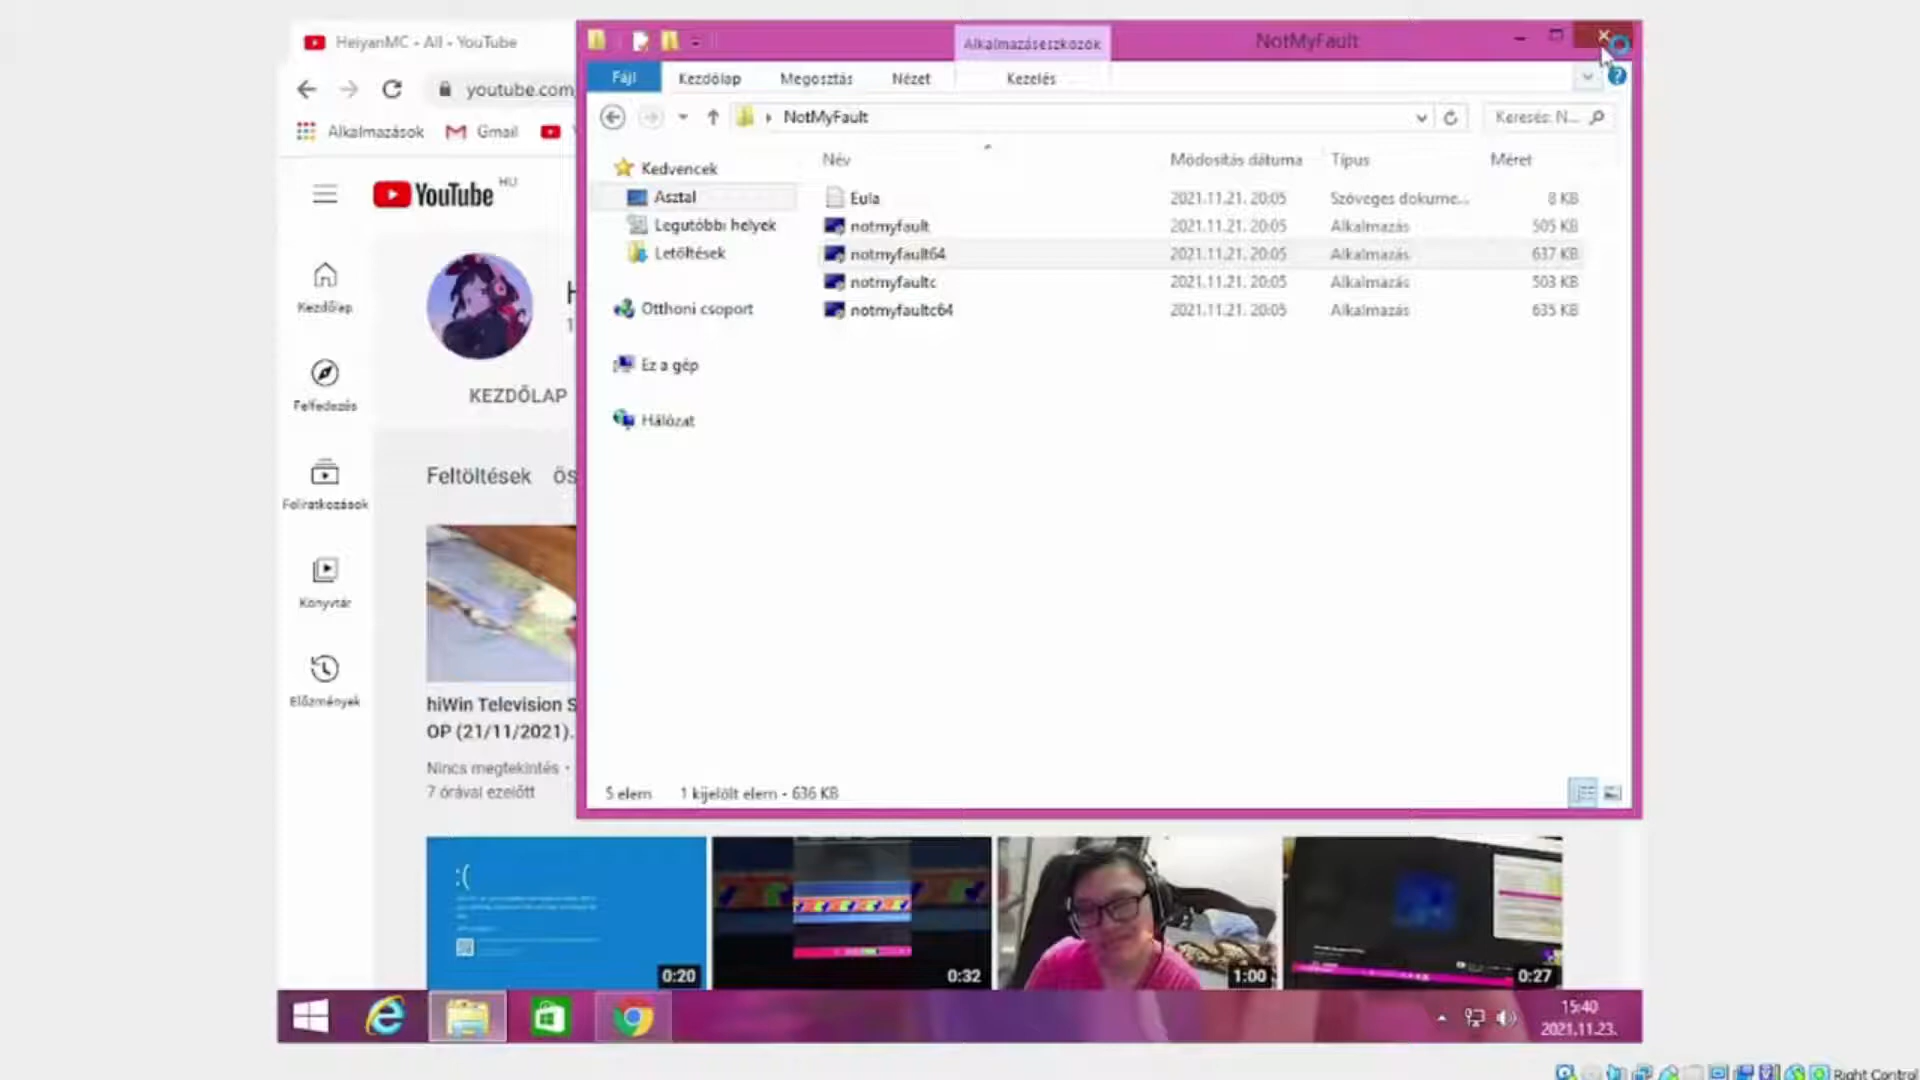 HeiyanMC - All - YouTube
Alkalmazáseszközök
NotMyFault
Fájl
Kezdőlap
Megosztás
Nézet
Kezelés
youtube.com
NotMyFault
Keresés: N...
Alkalmazások
Gmail
Név
Módosítás dátuma
Típus
Méret
Kedvencek
Asztal
Legutóbbi helyek
Letöltések
Otthoni csoport
Ez a gép
Hálózat
Eula 2021.11.21. 20:05 Szöveges dokume... 8 KB
notmyfault 2021.11.21. 20:05 Alkalmazás 505 KB
notmyfault64 2021.11.21. 20:05 Alkalmazás 637 KB
notmyfaultc 2021.11.21. 20:05 Alkalmazás 503 KB
notmyfaultc64 2021.11.21. 20:05 Alkalmazás 635 KB
5 elem 1 kijelölt elem - 636 KB
YouTube HU
Kezdőlap
Felfedezés
Feliratkozások
Könyvtár
Előzmények
H
1
KEZDŐLAP
Feltöltések
ÖS
hiWin Television S
OP (21/11/2021).
Nincs megtekintés •
7 órával ezelőtt
:(
0:20
0:32
1:00
0:27
15:40
2021.11.23.
Right Control